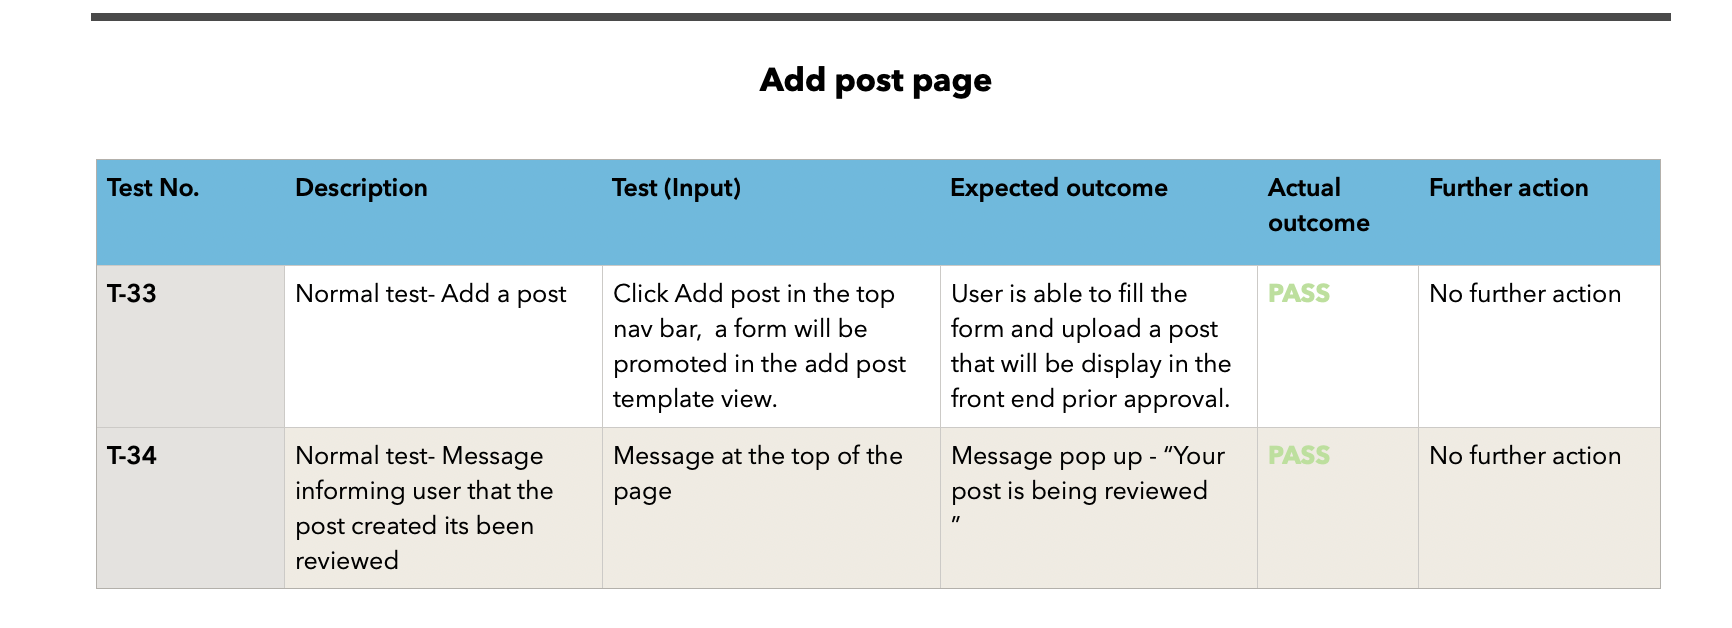 Add post page
Test No.
Description
Test (Input)
Expected outcome
Actual
outcome
Further action
T-33
Normal test- Add a post
Click Add post in the top
nav bar,  a form will be
promoted in the add post
template view.
User is able to fill the
form and upload a post
that will be display in the
front end prior approval.
PASS
No further action
T-34
Normal test- Message
informing user that the
post created its been
reviewed
Message at the top of the
page
Message pop up - “Your
post is being reviewed
”
PASS
No further action